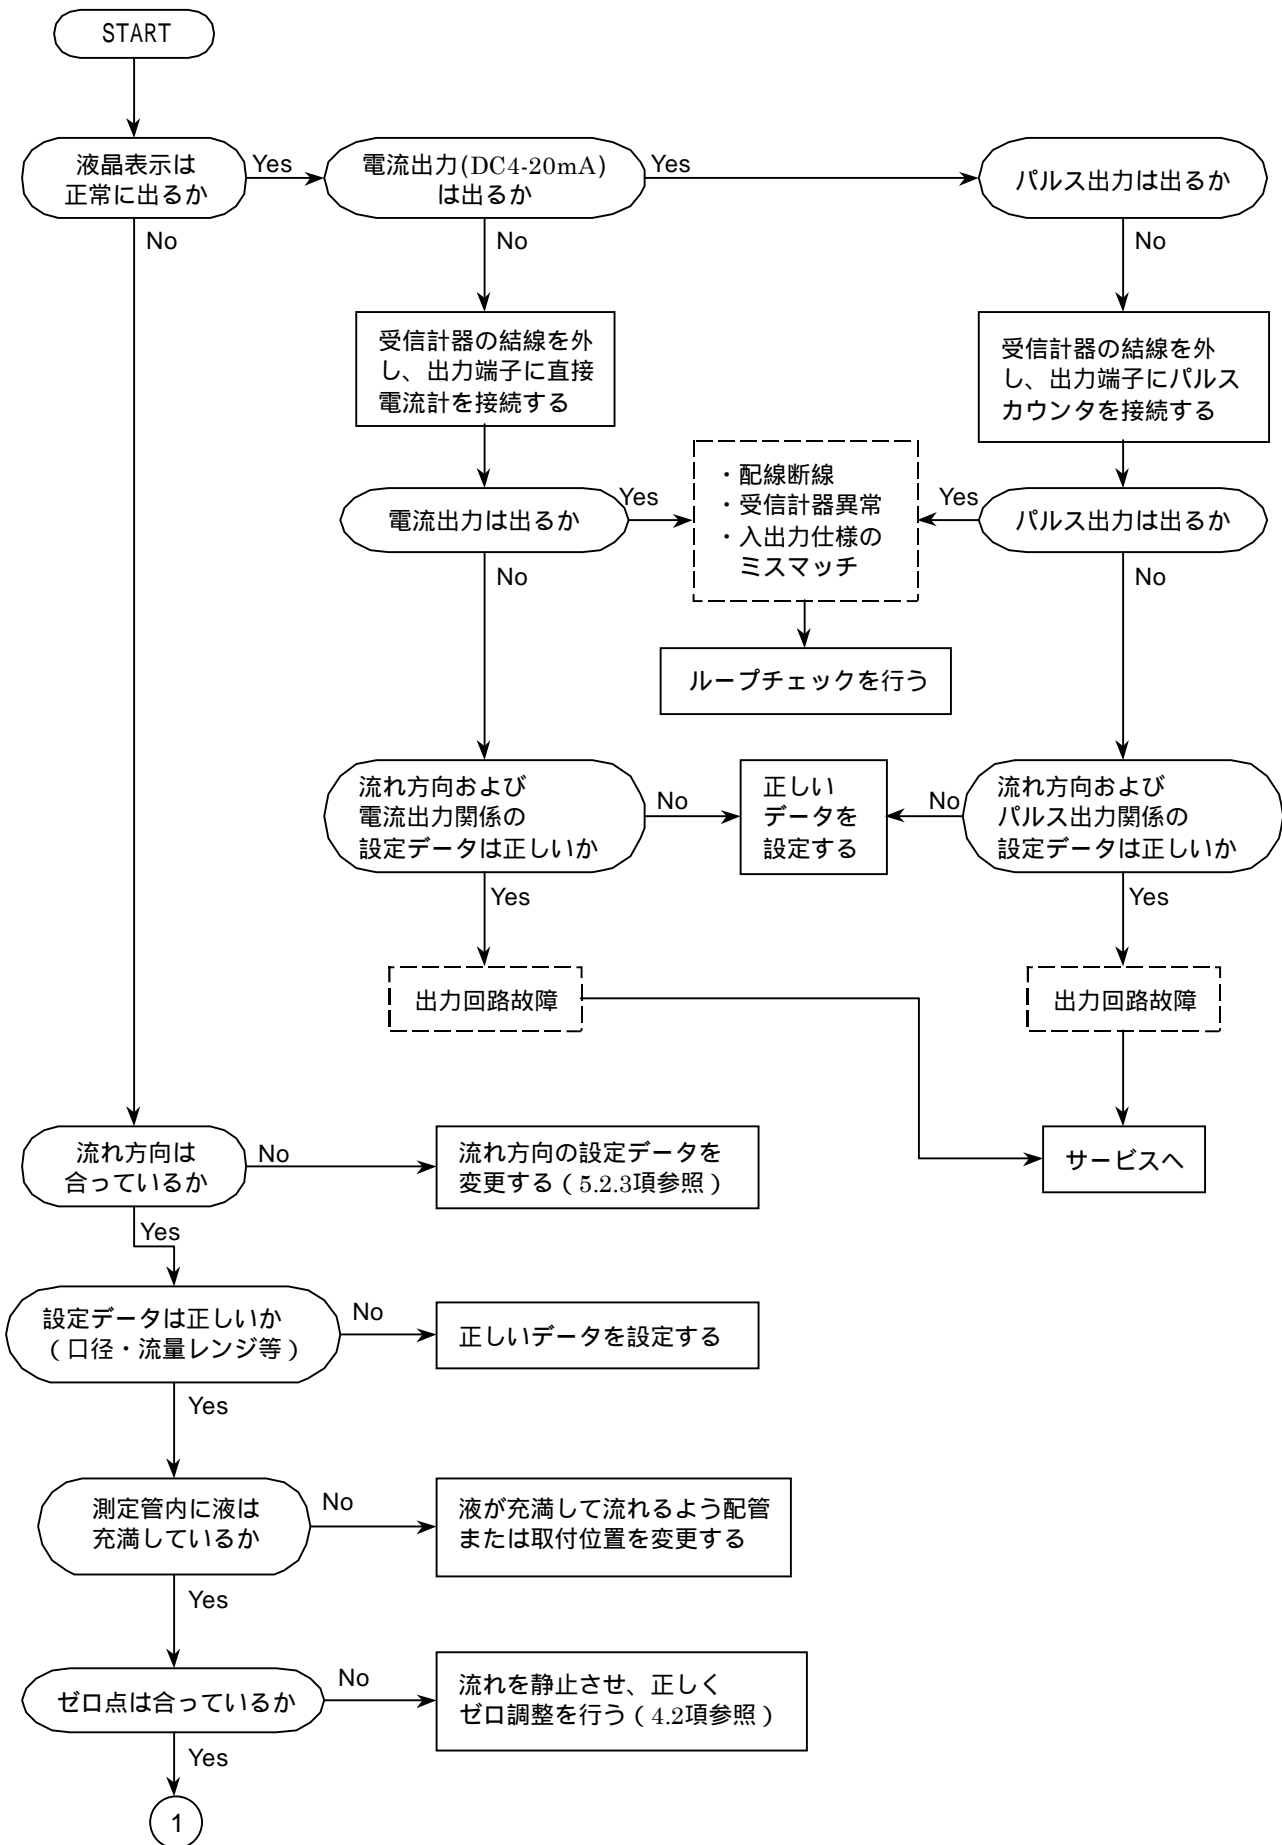 START
液晶表示は
正常に出るか
Yes
電流出力(DC4-20mA)
は出るか
Yes
パルス出力は出るか
No
No
No
受信計器の結線を外
し、出力端子に直接
電流計を接続する
受信計器の結線を外
し、出力端子にパルス
カウンタを接続する
電流出力は出るか
Yes
・配線断線
・受信計器異常
・入出力仕様の
ミスマッチ
Yes
パルス出力は出るか
No
No
ループチェックを行う
流れ方向および
電流出力関係の
設定データは正しいか
No
正しい
データを
設定する
No
流れ方向および
パルス出力関係の
設定データは正しいか
Yes
Yes
出力回路故障
出力回路故障
流れ方向は
合っているか
No
流れ方向の設定データを
変更する(5.2.3項参照)
サービスへ
Yes
設定データは正しいか
(口径・流量レンジ等)
No
正しいデータを設定する
Yes
測定管内に液は
充満しているか
No
液が充満して流れるよう配管
または取付位置を変更する
Yes
ゼロ点は合っているか
No
流れを静止させ、正しく
ゼロ調整を行う(4.2項参照)
Yes
1